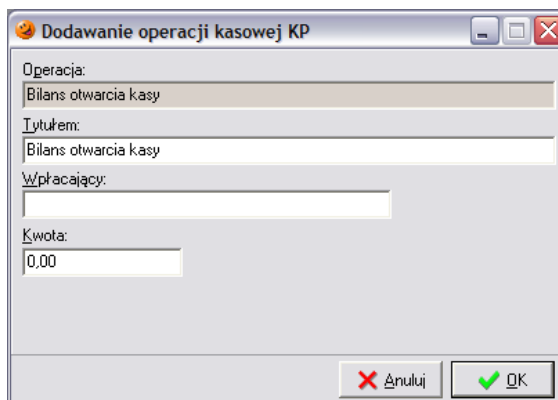 Dodawanie operacji kasowej KP
Operacja:
Bilans otwarcia kasy
Tytułem:
Bilans otwarcia kasy
Wpłacający:
Kwota:
0,00
Anuluj OK